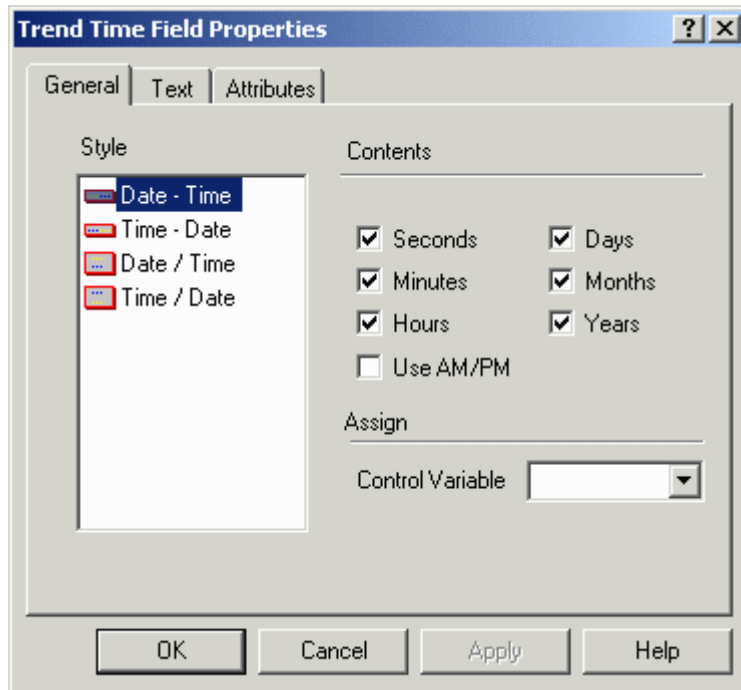 Trend Time Field Properties
General Text Attributes
Style
Contents
Date - Time
Time - Date
Date / Time
Time / Date
Seconds Days
Minutes Months
Hours Years
Use AM/PM
Assign
Control Variable
OK Cancel Apply Help